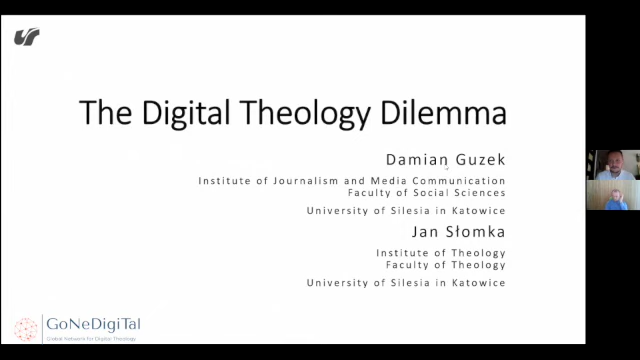 The Digital Theology Dilemma
Damian Guzek
Institute of Journalism and Media Communication
Faculty of Social Sciences
University of Silesia in Katowice
Jan Słomka
Institute of Theology
Faculty of Theology
University of Silesia in Katowice
GoNeDigiTal
Global Network for Digital Theology